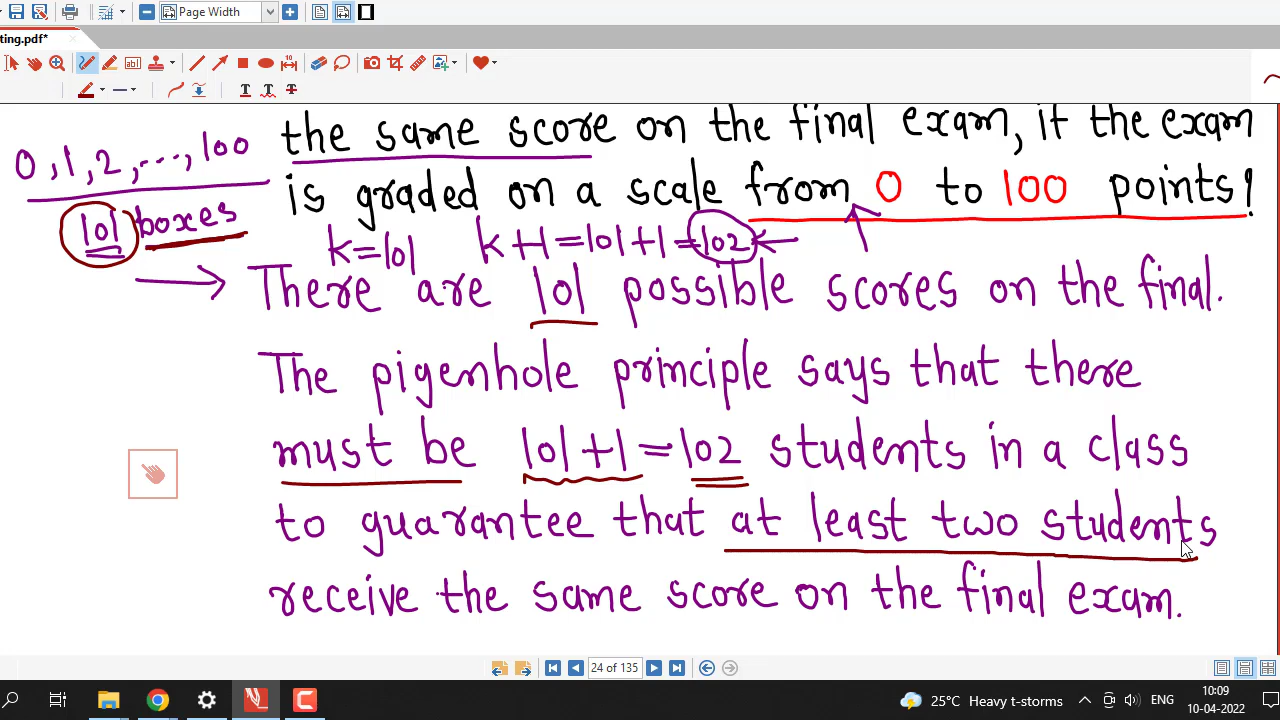 Page Width
ting.pdf*
10
T T T
0, 1, 2, ..., 100
101 boxes
the same score on the final exam, if the exam
is graded on a scale from 0 to 100 points?
k=101 k+1=101+1=102
There are 101 possible scores on the final.
The pigenhole principle says that there
must be 101+1=102 students in a class
to guarantee that at least two students
receive the same score on the final exam.
24 of 135
25°C Heavy t-storms
ENG
10:09
10-04-2022